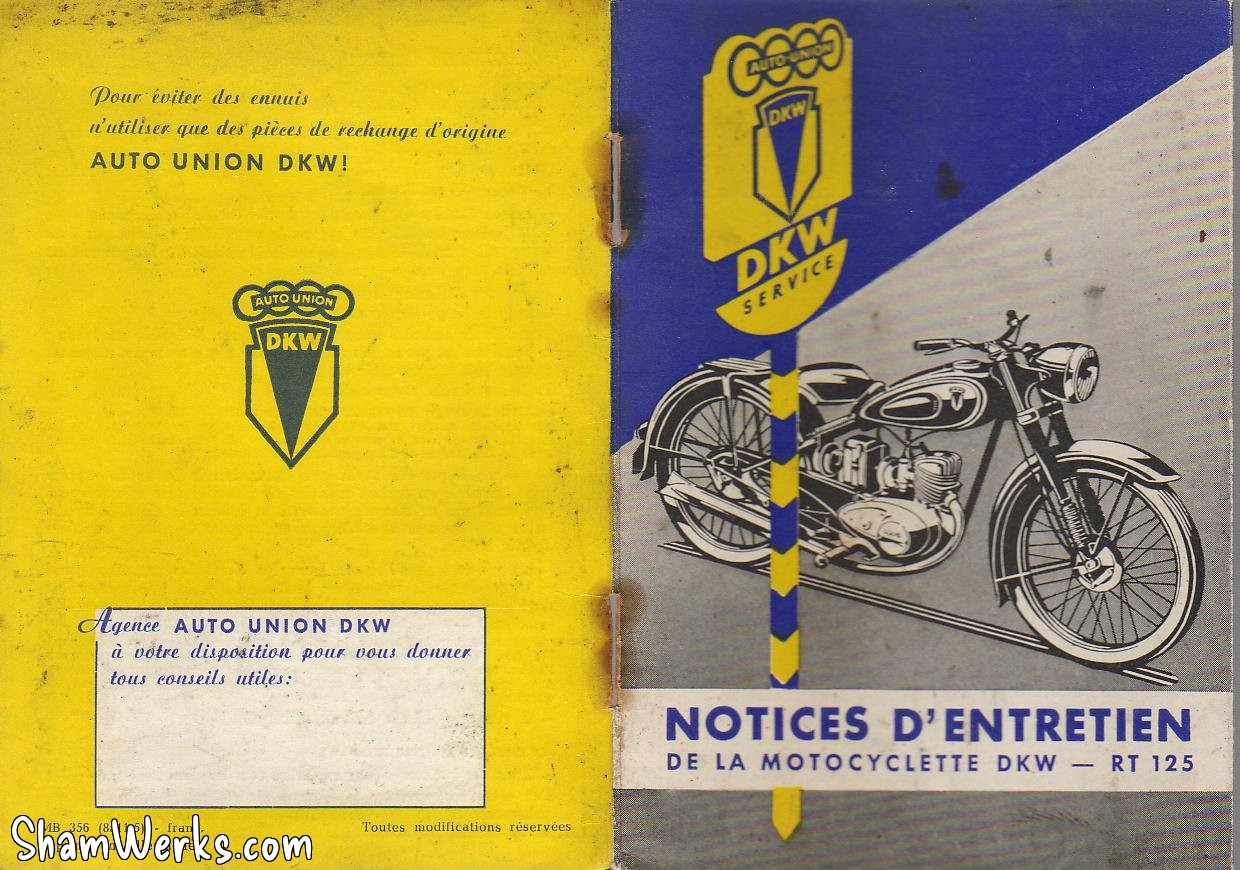 Pour éviter des ennuis
n'utiliser que des pièces de rechange d'origine
AUTO UNION DKW!
AUTO UNION
DKW
Agence AUTO UNION DKW
à votre disposition pour vous donner
tous conseils utiles:
MB 356
Toutes modifications réservées
ShamWerks.com
AUTO UNION
DKW
DKW
SERVICE
NOTICES D'ENTRETIEN
DE LA MOTOCYCLETTE DKW — RT 125